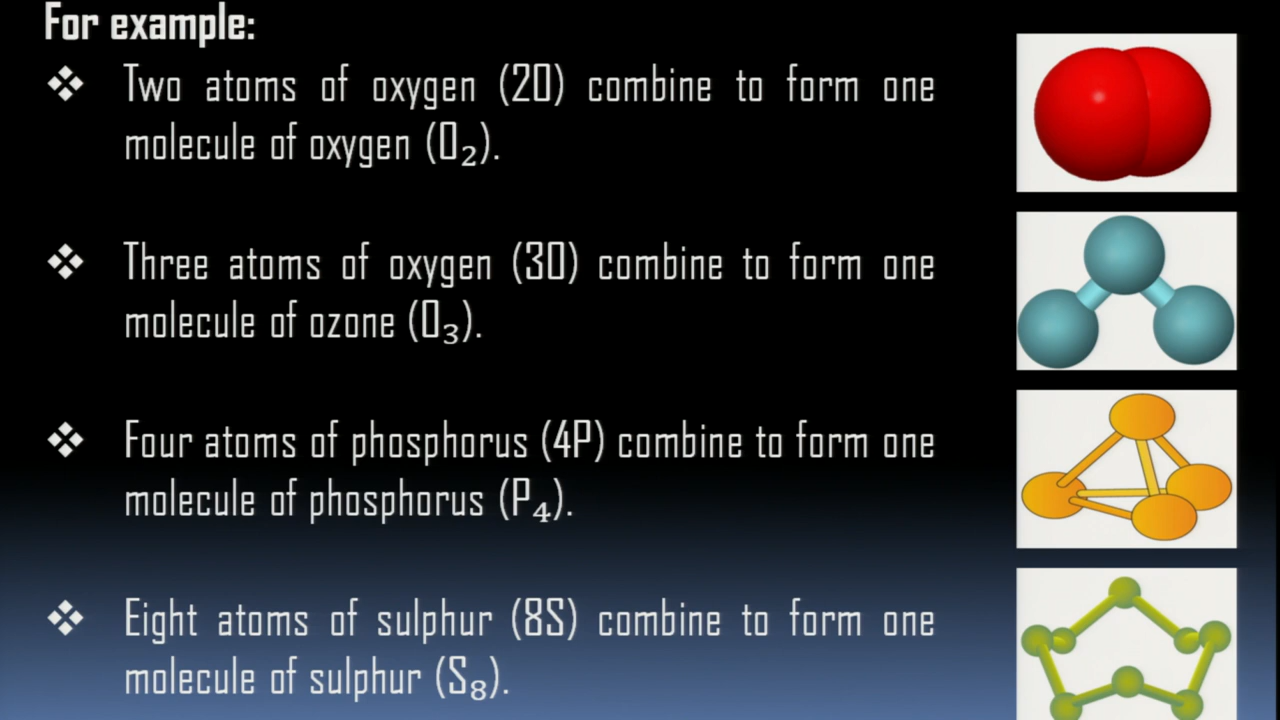 For example:
❖ Two atoms of oxygen (2O) combine to form one
molecule of oxygen (O₂).
❖ Three atoms of oxygen (3O) combine to form one
molecule of ozone (O₃).
❖ Four atoms of phosphorus (4P) combine to form one
molecule of phosphorus (P₄).
❖ Eight atoms of sulphur (8S) combine to form one
molecule of sulphur (S₈).